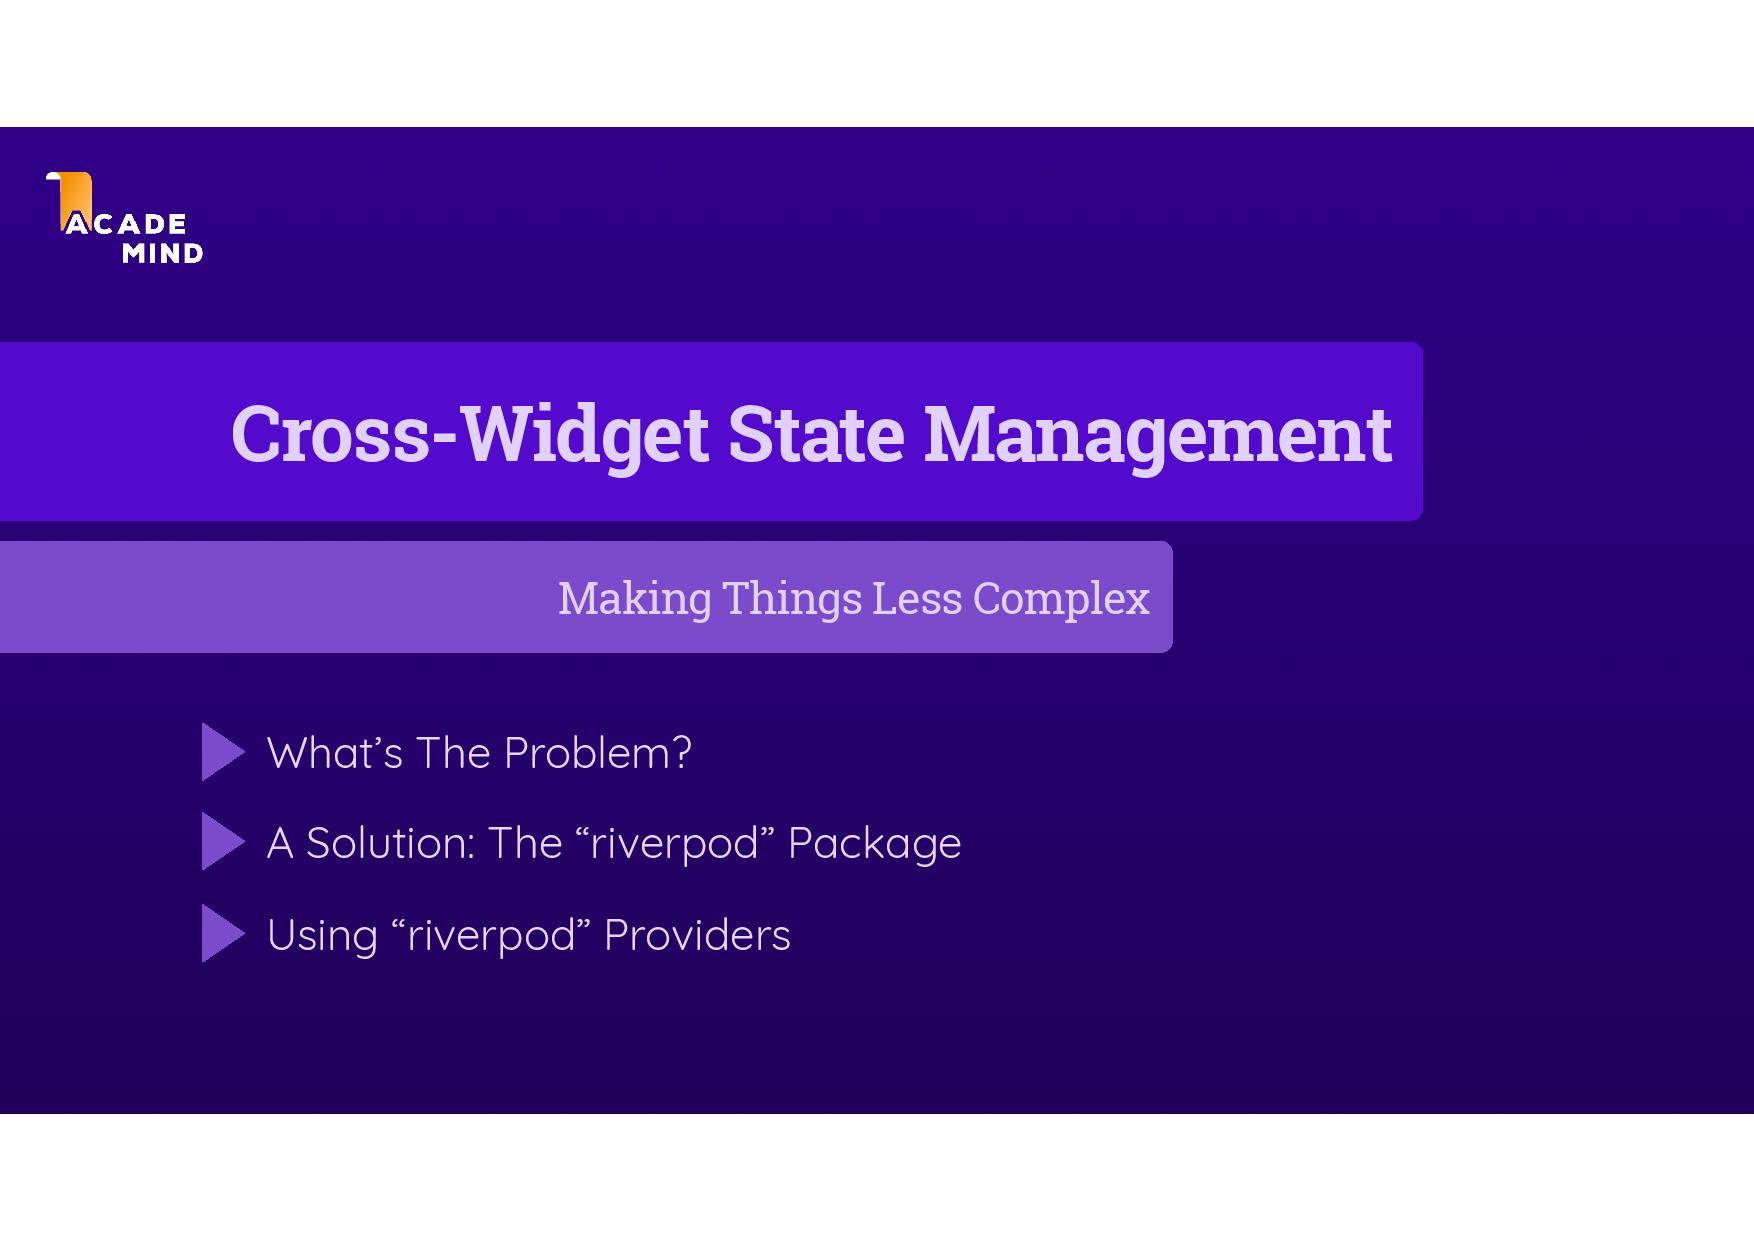 ACADE
MIND
Cross-Widget State Management
Making Things Less Complex
What’s The Problem?
A Solution: The “riverpod” Package
Using “riverpod” Providers